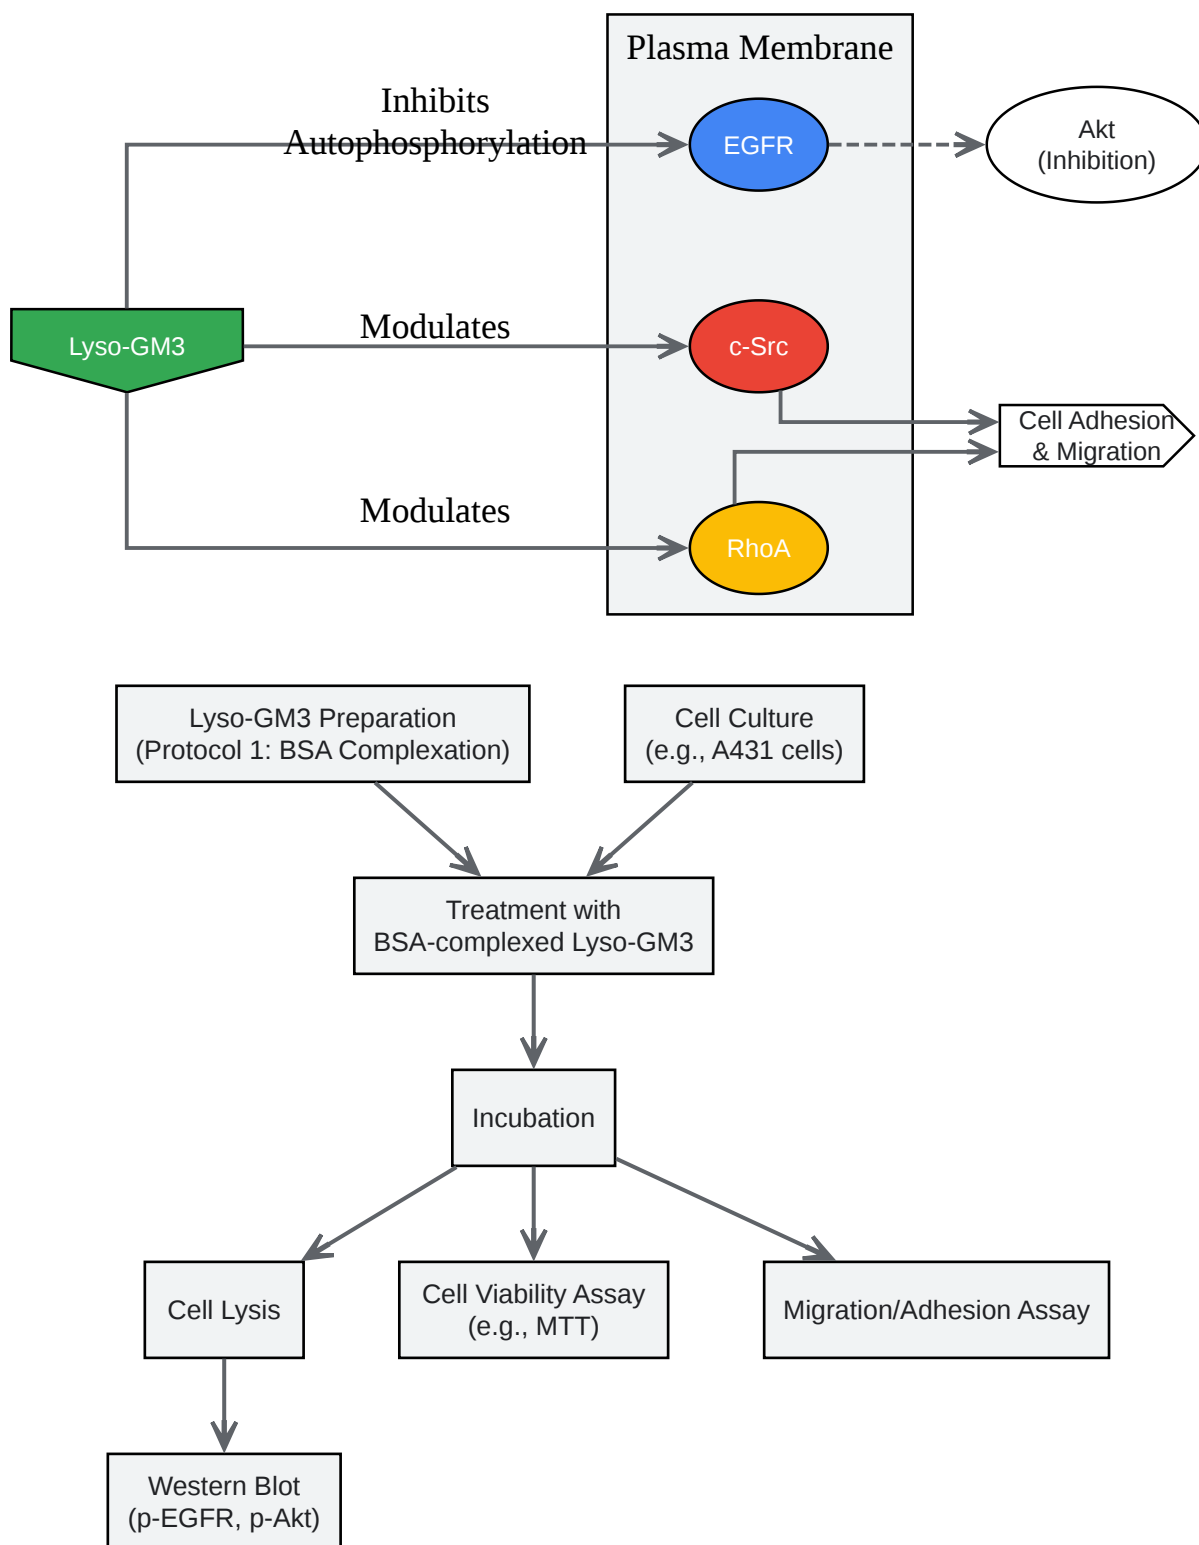 Plasma Membrane
Inhibits
Autophosphorylation
EGFR
Akt
(Inhibition)
Lyso-GM3
Modulates
c-Src
Cell Adhesion
& Migration
Modulates
RhoA
Lyso-GM3 Preparation
(Protocol 1: BSA Complexation)
Cell Culture
(e.g., A431 cells)
Treatment with
BSA-complexed Lyso-GM3
Incubation
Cell Lysis
Cell Viability Assay
(e.g., MTT)
Migration/Adhesion Assay
Western Blot
(p-EGFR, p-Akt)